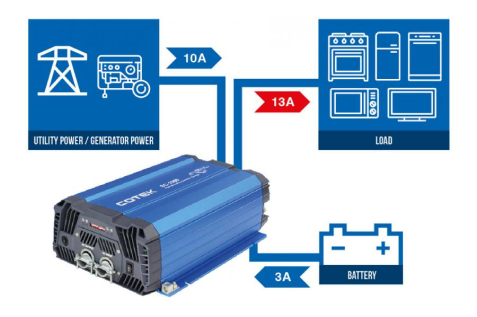 10A
13A
UTILITY POWER / GENERATOR POWER
LOAD
COTEK
3A
BATTERY